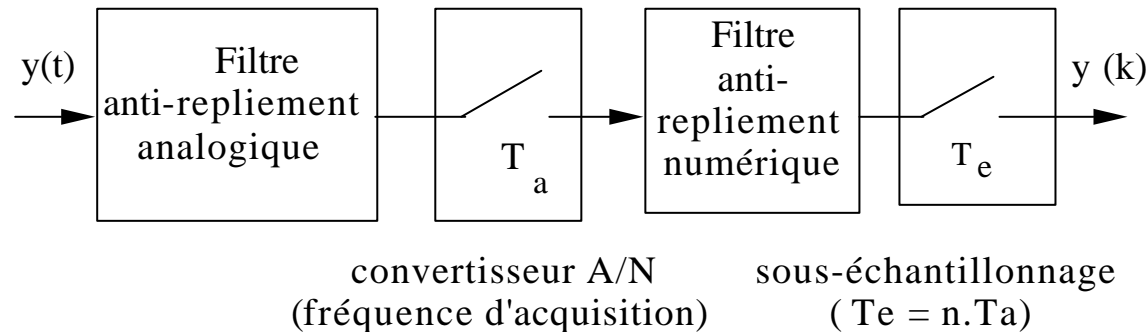 y(t)
Filtre
anti-repliement
analogique
T a
Filtre
anti-
repliement
numérique
T e
y (k)
convertisseur A/N
(fréquence d'acquisition)
sous-échantillonnage
( Te = n.Ta)